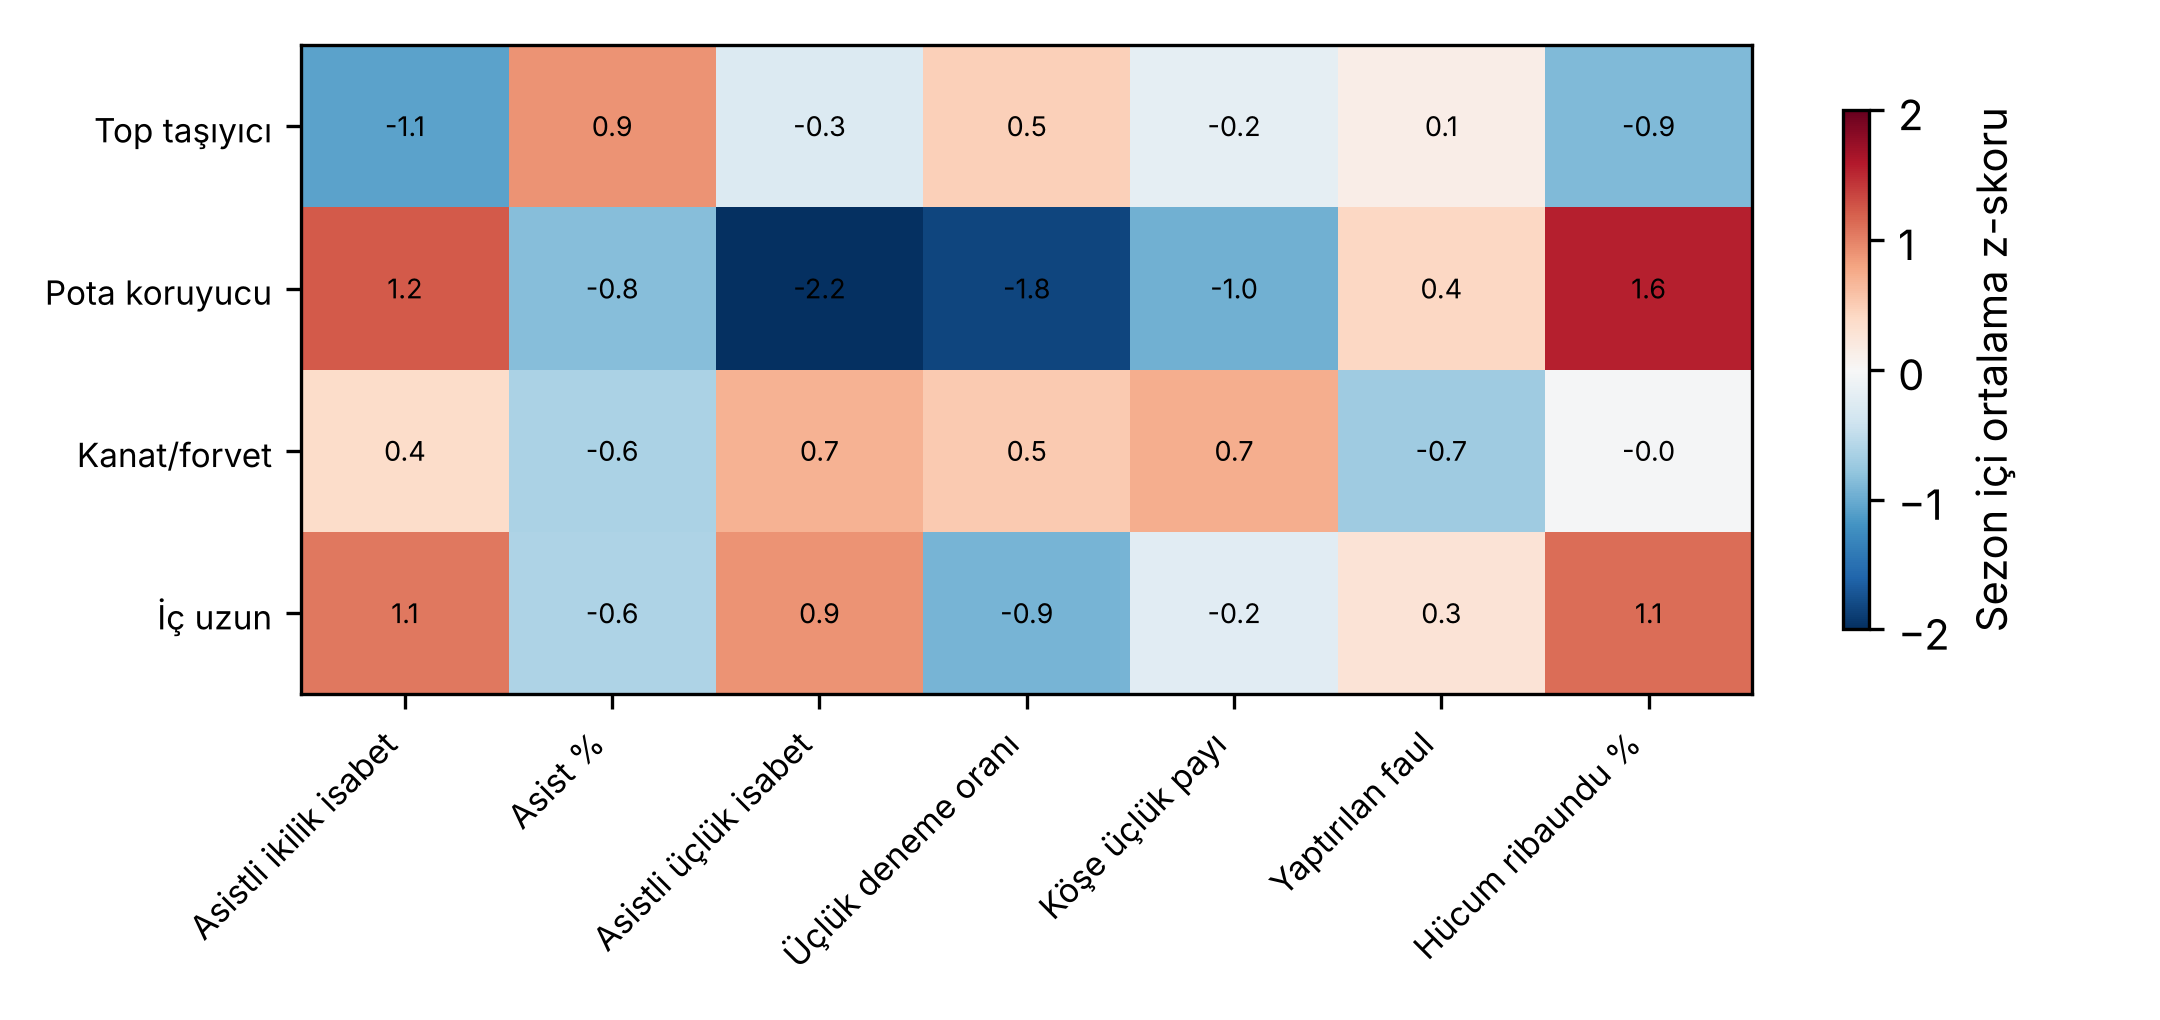 Top taşıyıcı -1.1 0.9 -0.3 0.5 -0.2 0.1 -0.9
Pota koruyucu 1.2 -0.8 -2.2 -1.8 -1.0 0.4 1.6
Kanat/forvet 0.4 -0.6 0.7 0.5 0.7 -0.7 -0.0
İç uzun 1.1 -0.6 0.9 -0.9 -0.2 0.3 1.1
Asistli ikilik isabet
Asist %
Asistli üçlük isabet
Üçlük deneme oranı
Köşe üçlük payı
Yaptırılan faul
Hücum ribaundu %
2
1
0
−1
−2
Sezon içi ortalama z-skoru